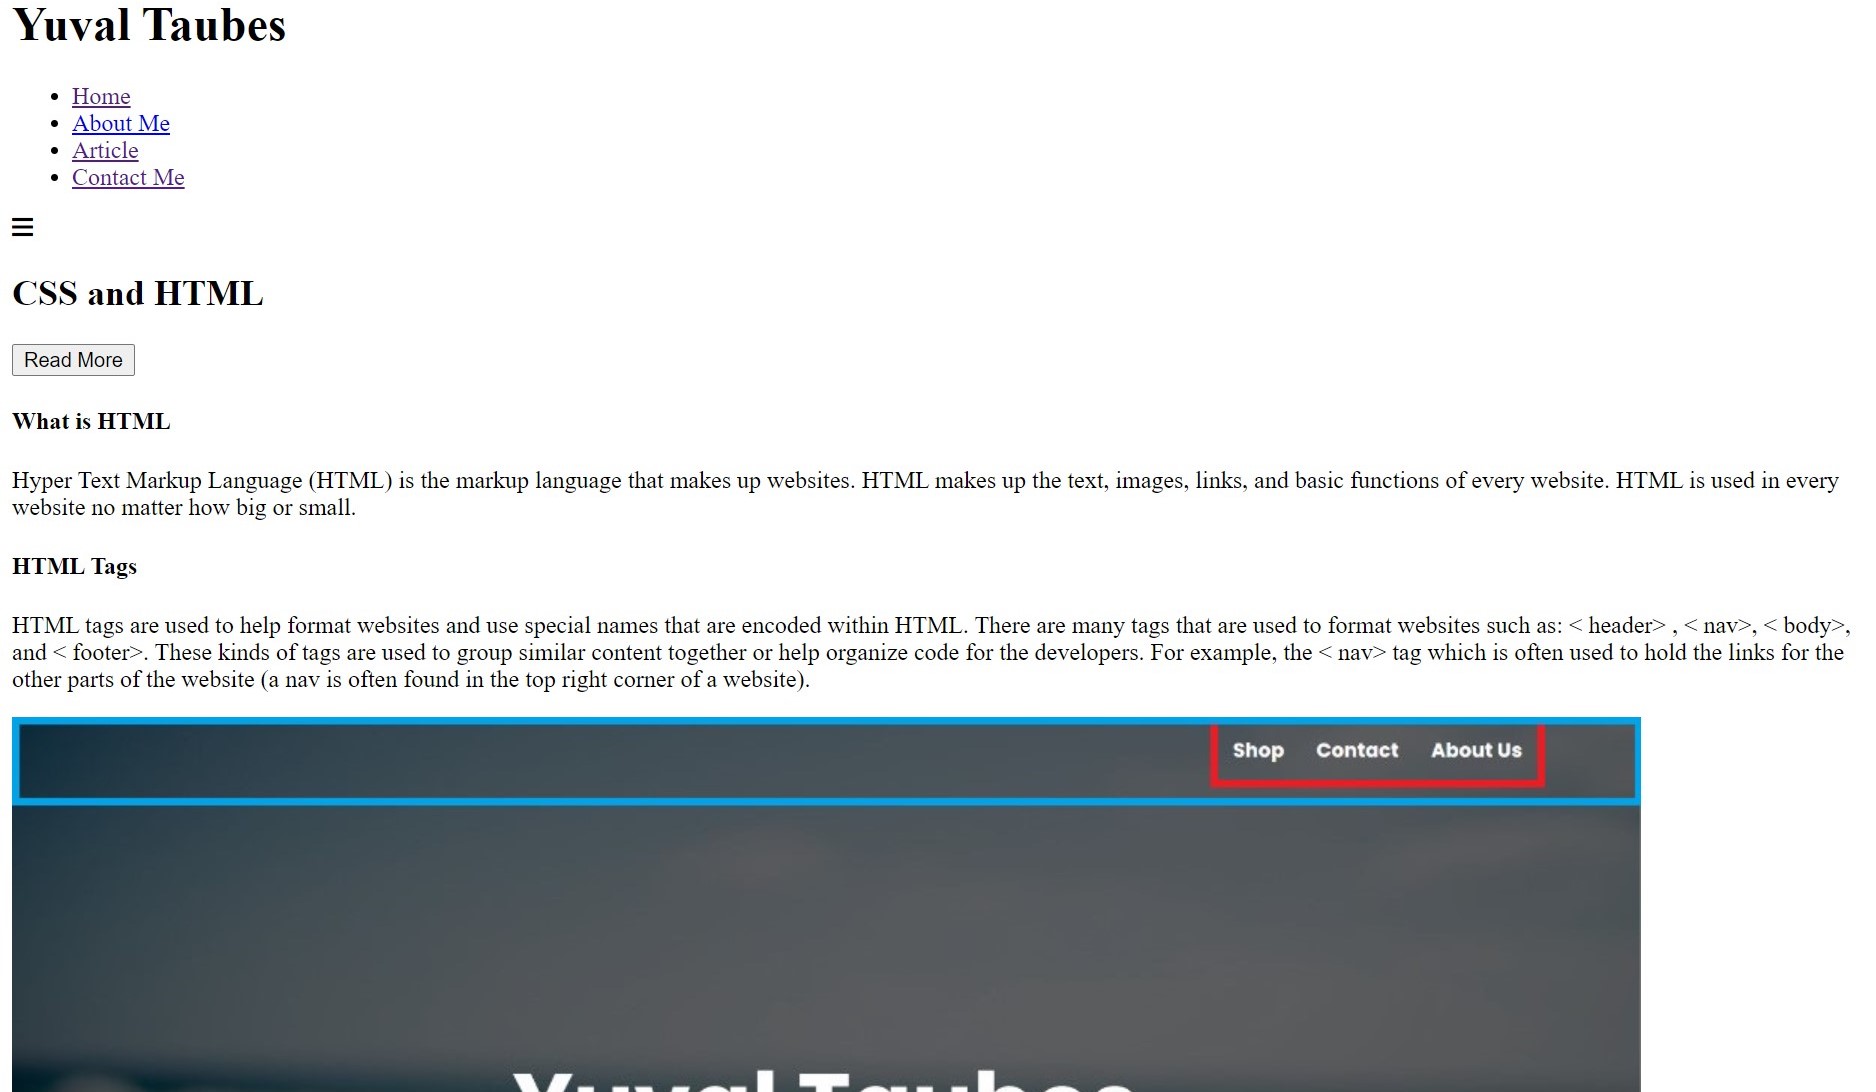 Yuval Taubes
Home
About Me
Article
Contact Me
CSS and HTML
Read More
What is HTML
Hyper Text Markup Language (HTML) is the markup language that makes up websites. HTML makes up the text, images, links, and basic functions of every website. HTML is used in every
website no matter how big or small.
HTML Tags
HTML tags are used to help format websites and use special names that are encoded within HTML. There are many tags that are used to format websites such as: < header> , < nav>, < body>,
and < footer>. These kinds of tags are used to group similar content together or help organize code for the developers. For example, the < nav> tag which is often used to hold the links for the
other parts of the website (a nav is often found in the top right corner of a website).
Shop Contact About Us
Yuval Taubes